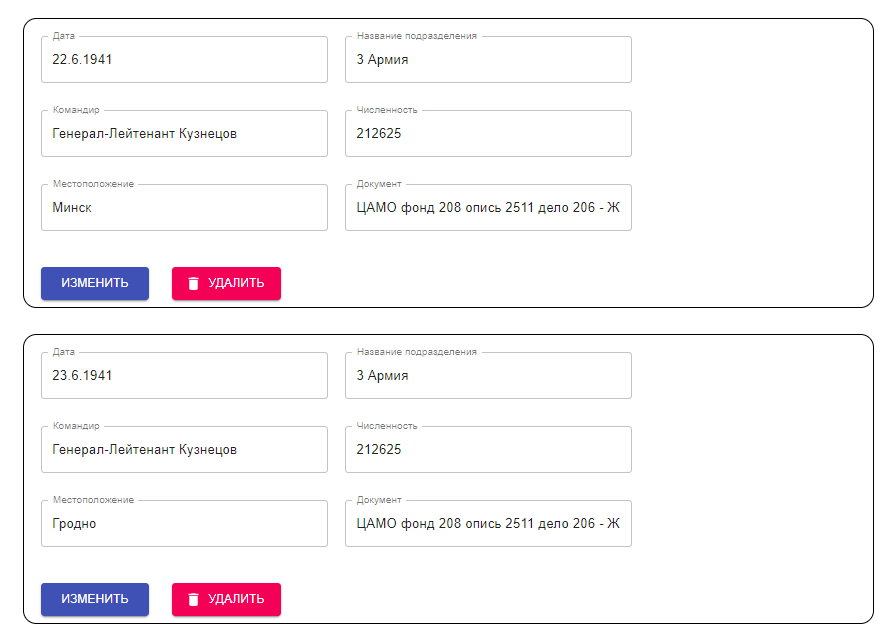 Дата
Название подразделения
22.6.1941
3 Армия
Командир
Численность
Генерал-Лейтенант Кузнецов
212625
Местоположение
Документ
Минск
ЦАМО фонд 208 опись 2511 дело 206 - Ж
ИЗМЕНИТЬ
УДАЛИТЬ
Дата
Название подразделения
23.6.1941
3 Армия
Командир
Численность
Генерал-Лейтенант Кузнецов
212625
Местоположение
Документ
Гродно
ЦАМО фонд 208 опись 2511 дело 206 - Ж
ИЗМЕНИТЬ
УДАЛИТЬ